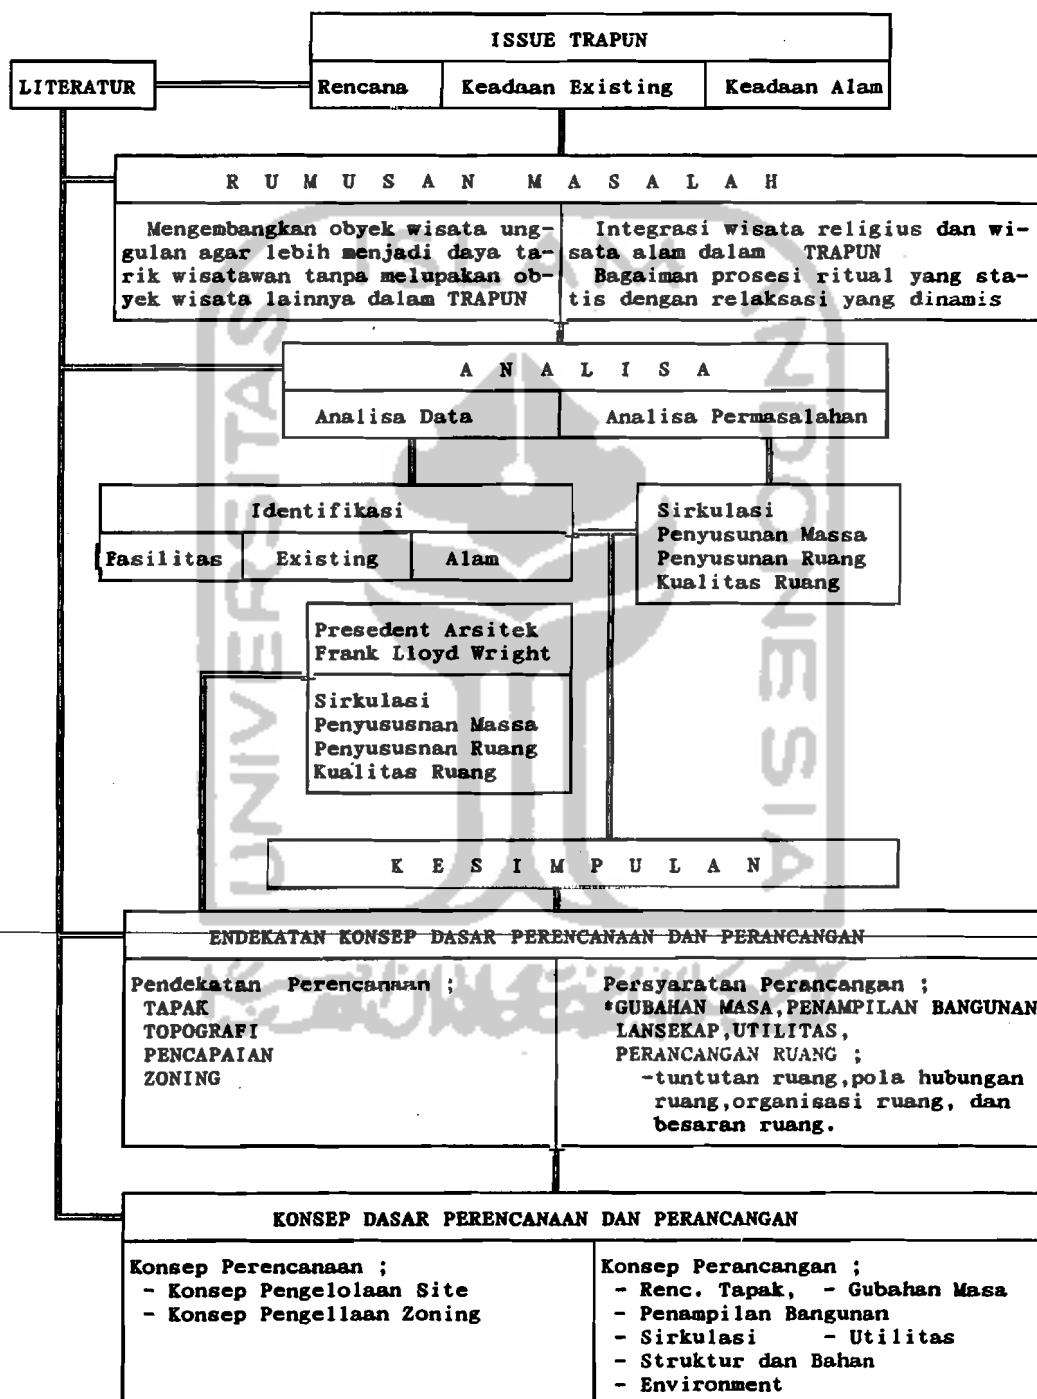 ISSUE TRAPUN
LITERATUR
Rencana
Keadaan Existing
Keadaan Alam
R U M U S A N M A S A L A H
Mengembangkan obyek wisata ung-
gulan agar lebih menjadi daya ta-
rik wisatawan tanpa melupakan ob-
yek wisata lainnya dalam TRAPUN
Integrasi wisata religius dan wi-
sata alam dalam TRAPUN
Bagaiman prosesi ritual yang sta-
tis dengan relaksasi yang dinamis
A N A L I S A
Analisa Data
Analisa Permasalahan
Identifikasi
Fasilitas
Existing
Alam
Sirkulasi
Penyusunan Massa
Penyusunan Ruang
Kualitas Ruang
Presedent Arsitek
Frank Lloyd Wright
Sirkulasi
Penyususnan Massa
Penyususnan Ruang
Kualitas Ruang
K E S I M P U L A N
ENDEKATAN KONSEP DASAR PERENCANAAN DAN PERANCANGAN
Pendekatan Perencanaan ;
TAPAK
TOPOGRAFI
PENCAPAIAN
ZONING
Persyaratan Perancangan ;
*GUBAHAN MASA,PENAMPILAN BANGUNAN
LANSEKAP,UTILITAS,
PERANCANGAN RUANG ;
-tuntutan ruang,pola hubungan
ruang,organisasi ruang, dan
besaran ruang.
KONSEP DASAR PERENCANAAN DAN PERANCANGAN
Konsep Perencanaan ;
- Konsep Pengelolaan Site
- Konsep Pengellaan Zoning
Konsep Perancangan ;
- Renc. Tapak, - Gubahan Masa
- Penampilan Bangunan
- Sirkulasi - Utilitas
- Struktur dan Bahan
- Environment
UNIVERSITAS
ISLAM
INDONESIA